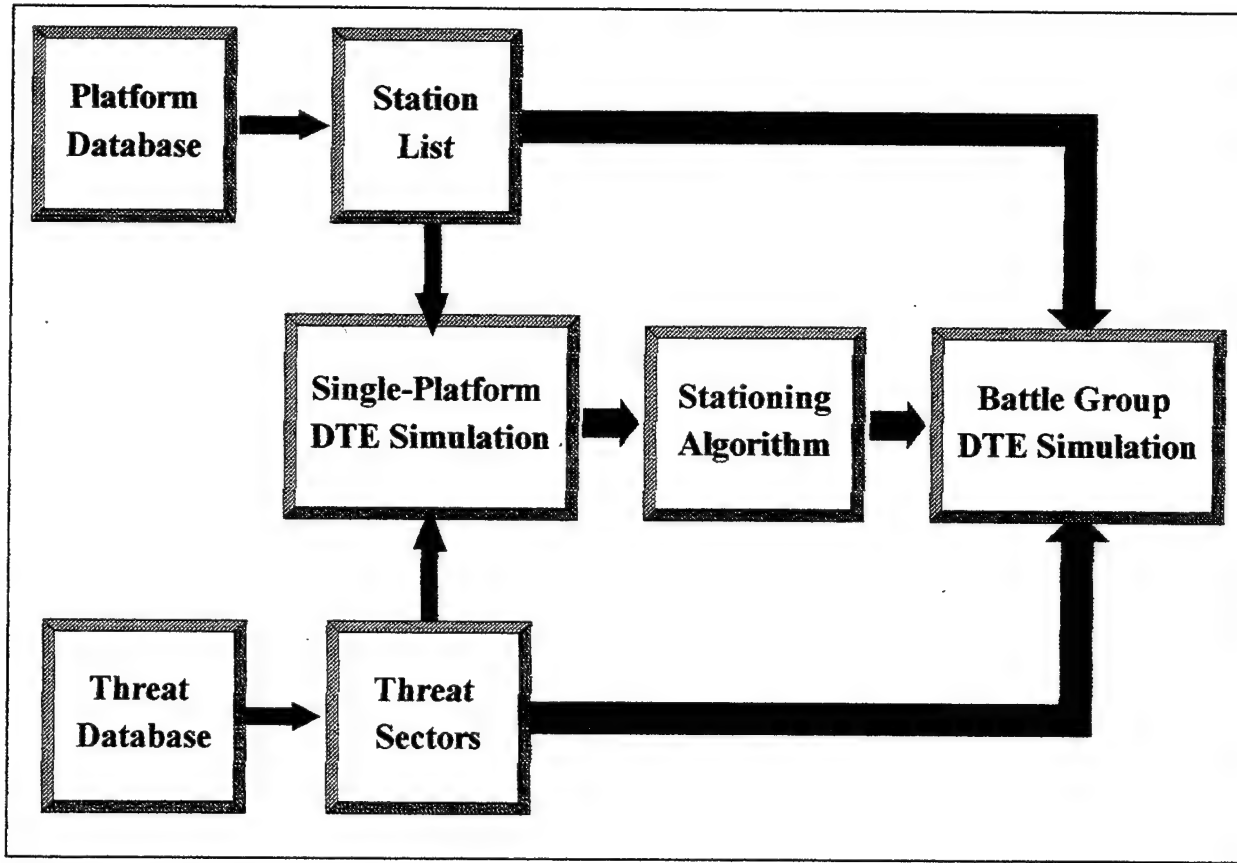 Platform
Database
Station
List
Single-Platform
DTE Simulation
Stationing
Algorithm
Battle Group
DTE Simulation
Threat
Database
Threat
Sectors